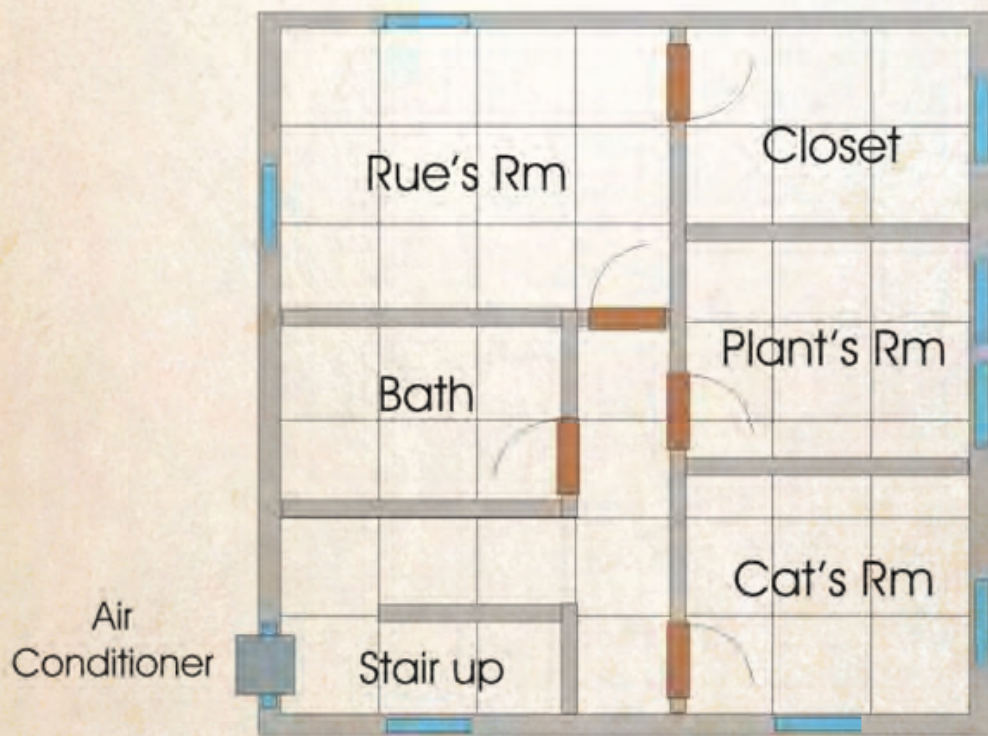 Rue's Rm
Closet
Plant's Rm
Bath
Cat's Rm
Air
Conditioner
Stair up